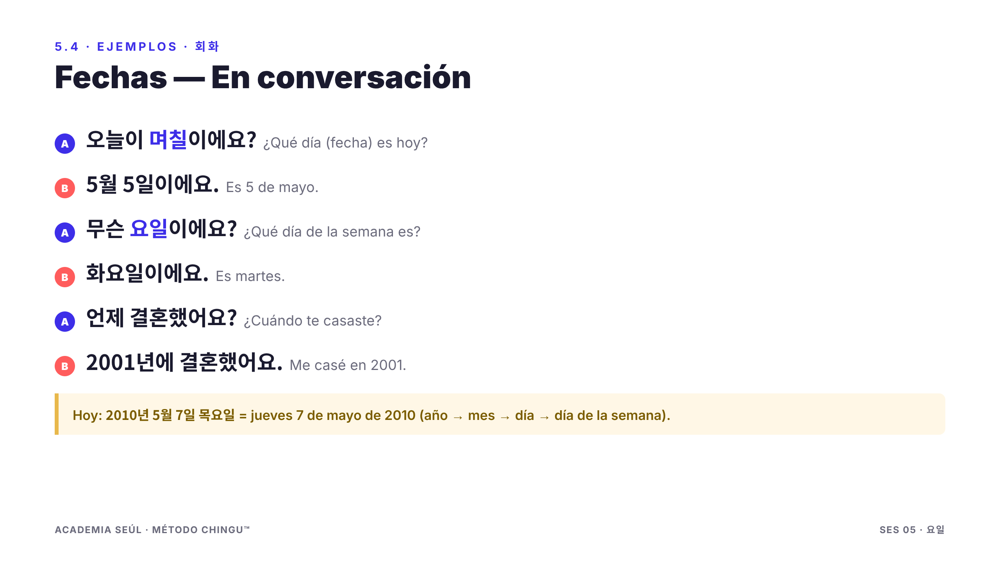 5.4 · EJEMPLOS · 회화
Fechas — En conversación
A 오늘이 며칠이에요? ¿Qué día (fecha) es hoy?
B 5월 5일이에요. Es 5 de mayo.
A 무슨 요일이에요? ¿Qué día de la semana es?
B 화요일이에요. Es martes.
A 언제 결혼했어요? ¿Cuándo te casaste?
B 2001년에 결혼했어요. Me casé en 2001.
Hoy: 2010년 5월 7일 목요일 = jueves 7 de mayo de 2010 (año → mes → día → día de la semana).
ACADEMIA SEÚL · MÉTODO CHINGU™
SES 05 · 요일